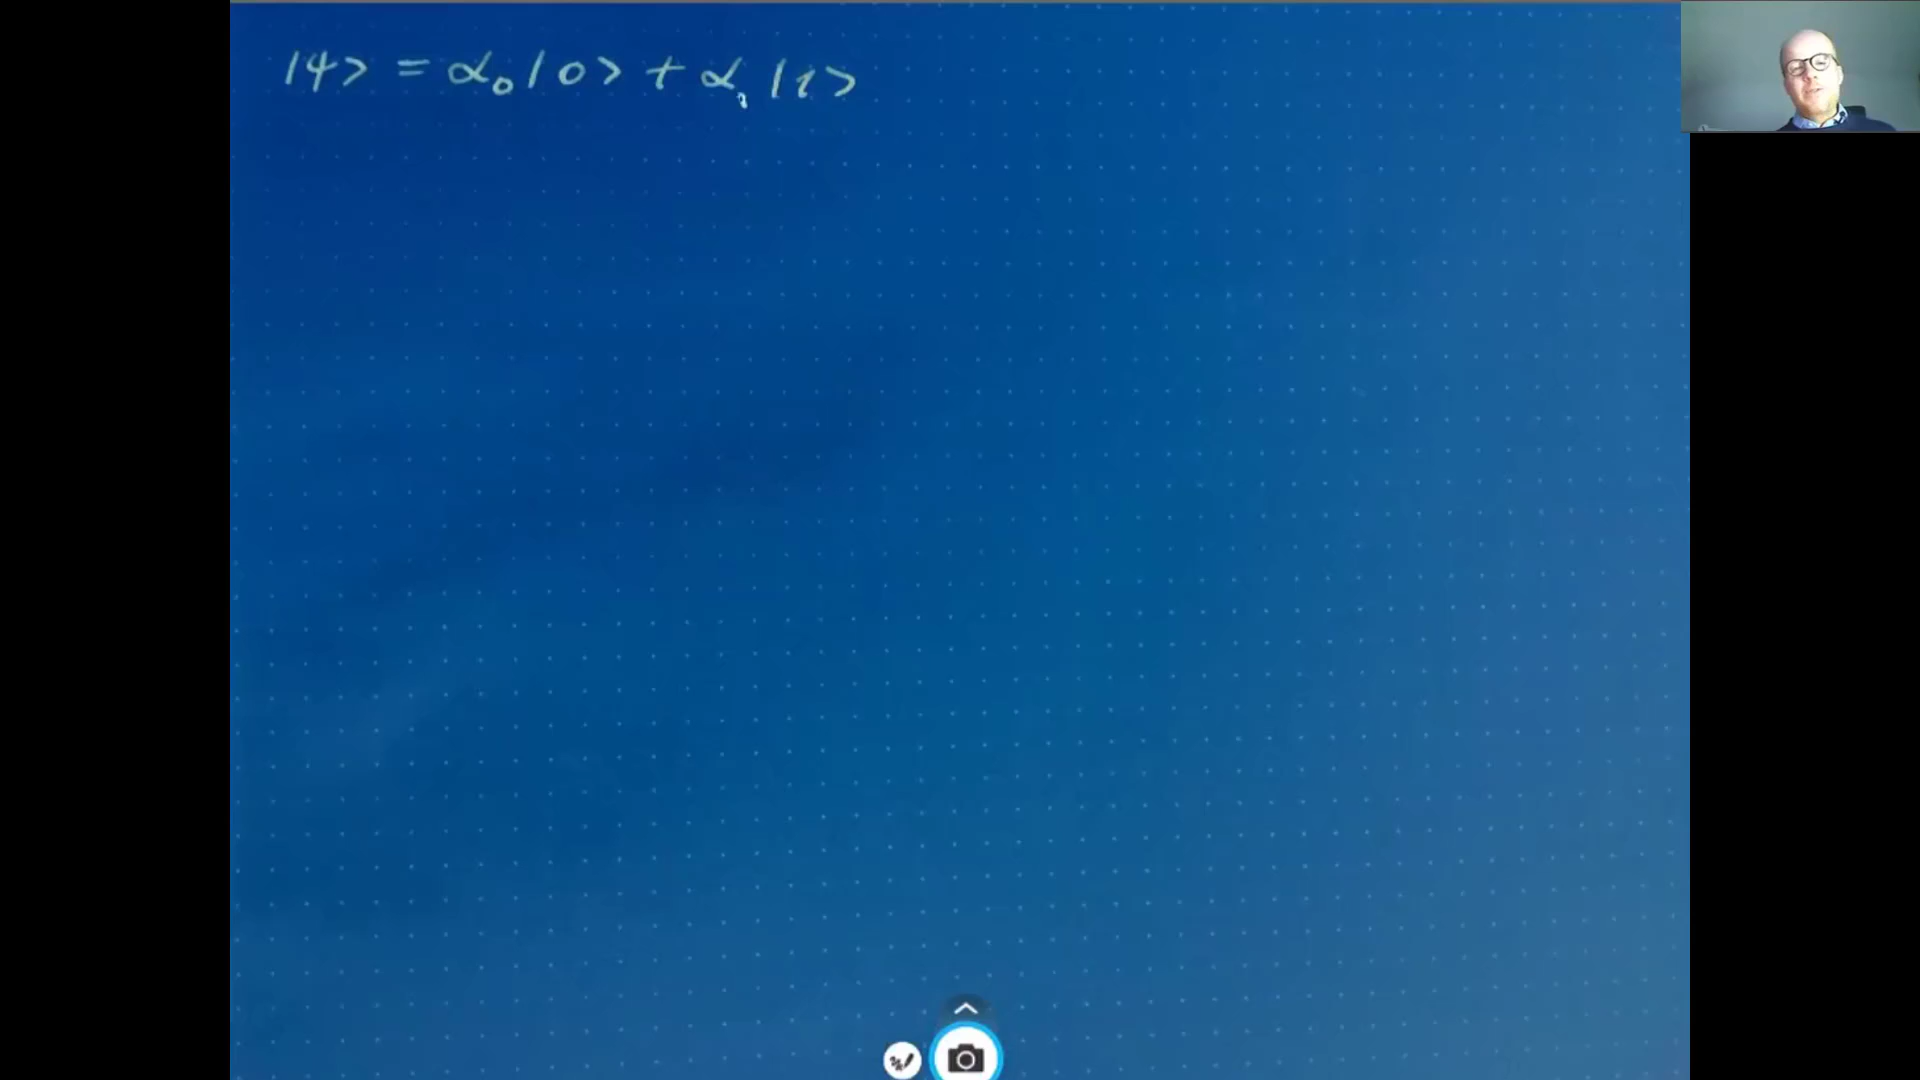 |ψ> = α₀|0> + α₁|1>